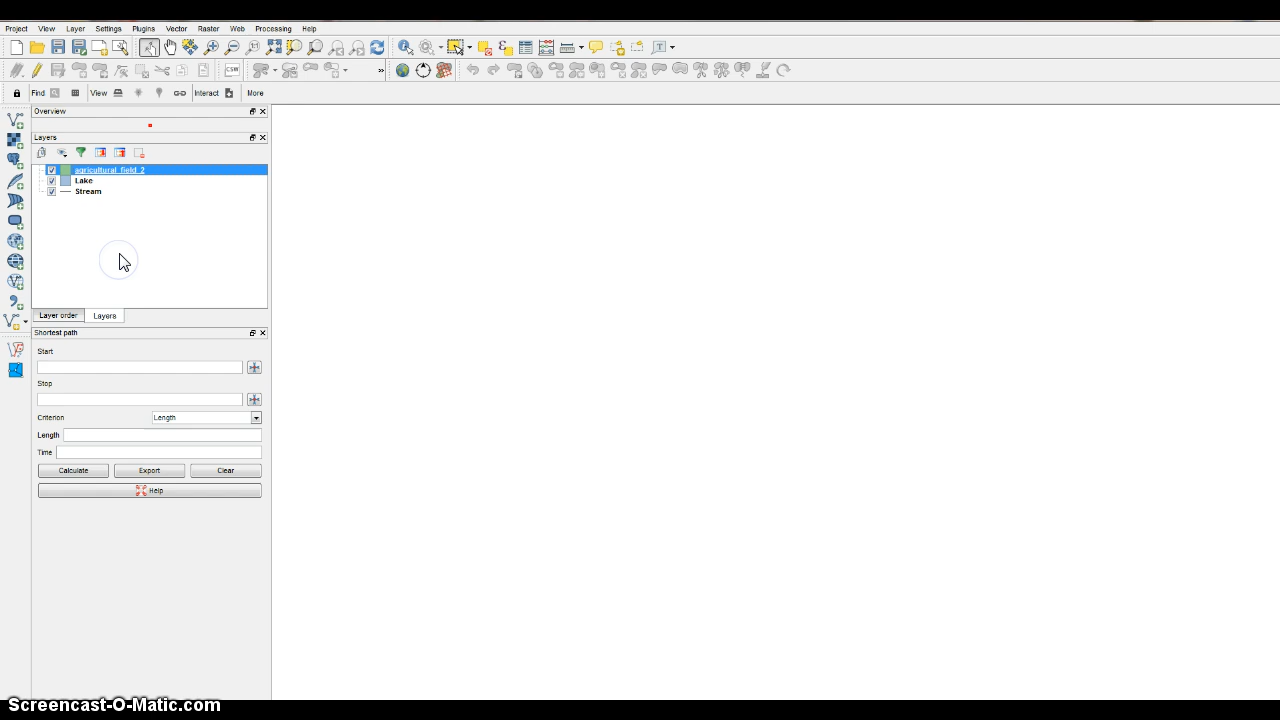 Project View Layer Settings Plugins Vector Raster Web Processing Help
CSW
Find View Interact More
Overview
Layers
agricultural_field_2
Lake
Stream
Layer order Layers
Shortest path
Start
Stop
Criterion Length
Length
Time
Calculate Export Clear
Help
Screencast-O-Matic.com